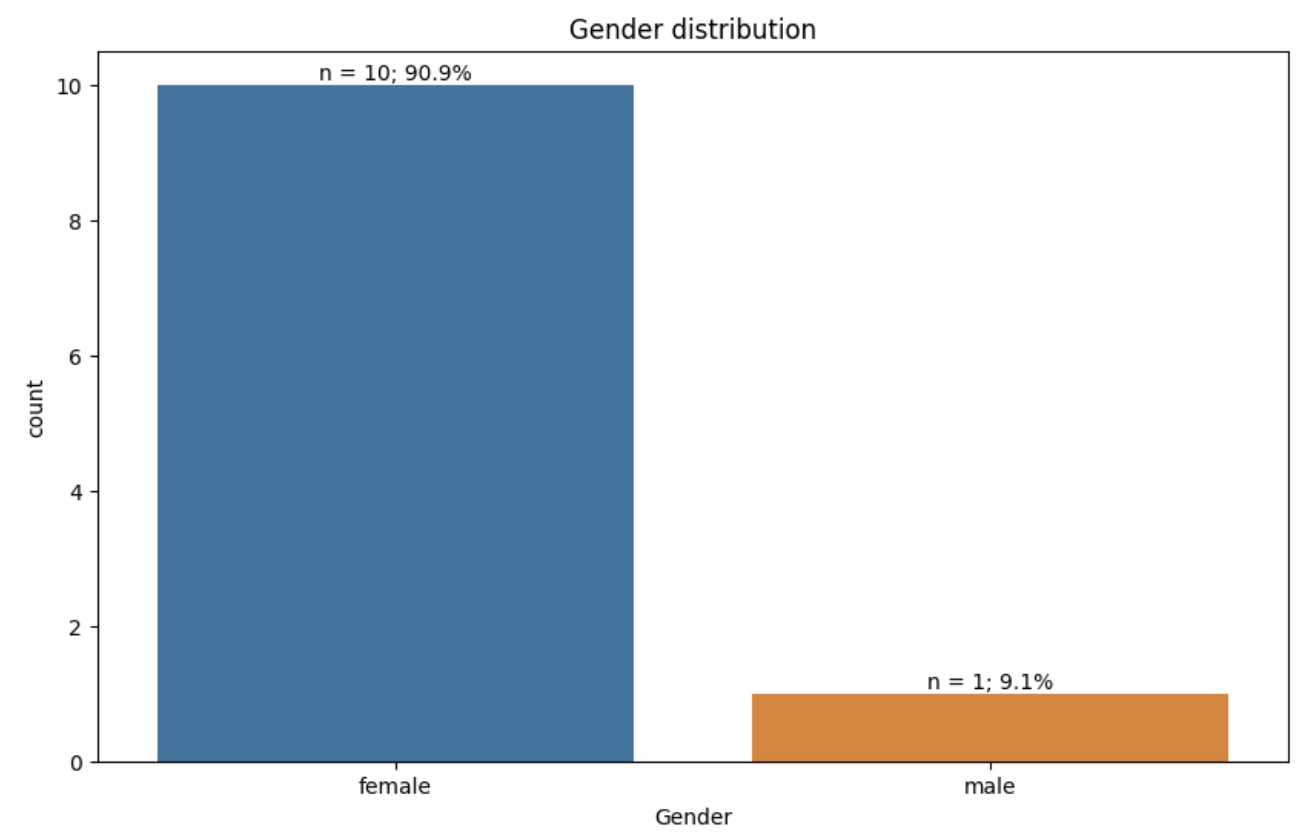 Gender distribution
n = 10; 90.9%
10
8
6
4
2
0
count
n = 1; 9.1%
female
male
Gender